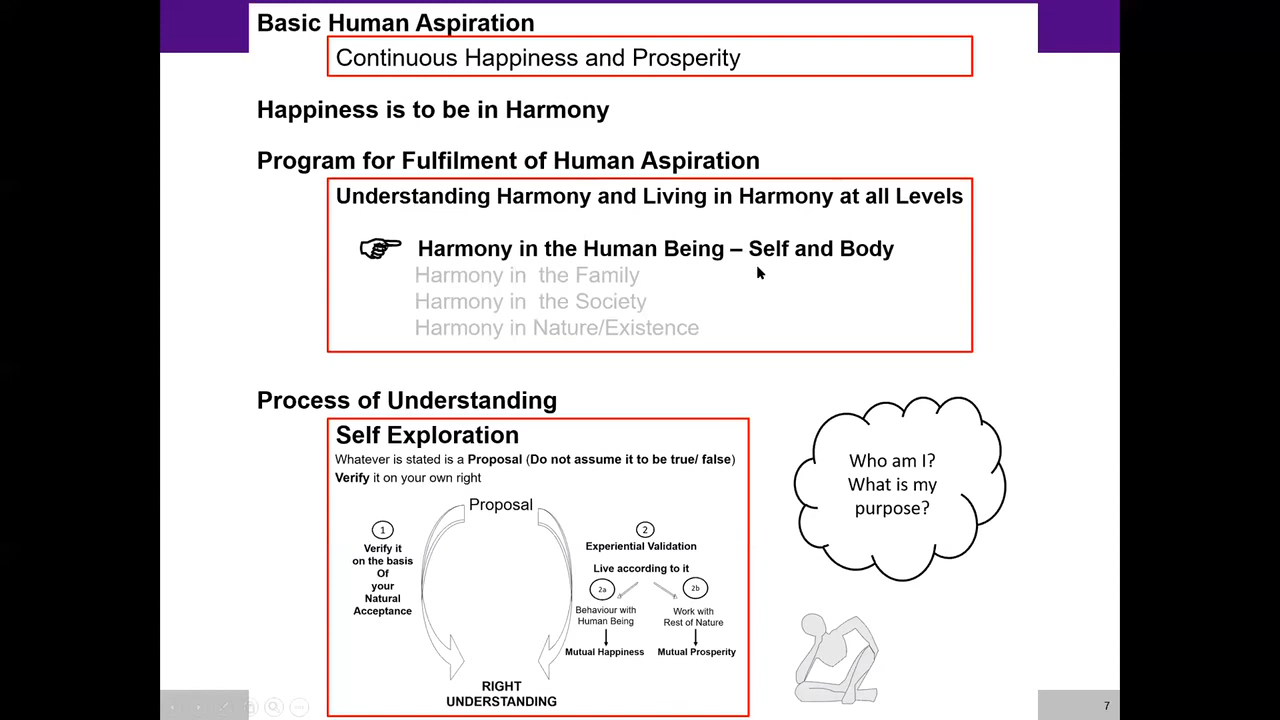 Basic Human Aspiration
Continuous Happiness and Prosperity
Happiness is to be in Harmony
Program for Fulfilment of Human Aspiration
Understanding Harmony and Living in Harmony at all Levels
Harmony in the Human Being – Self and Body
Harmony in the Family
Harmony in the Society
Harmony in Nature/Existence
Process of Understanding
Self Exploration
Whatever is stated is a Proposal (Do not assume it to be true/ false)
Verify it on your own right
Proposal
1
Verify it
on the basis
Of
your
Natural
Acceptance
2
Experiential Validation
Live according to it
2a
Behaviour with
Human Being
Mutual Happiness
2b
Work with
Rest of Nature
Mutual Prosperity
RIGHT
UNDERSTANDING
Who am I?
What is my
purpose?
7